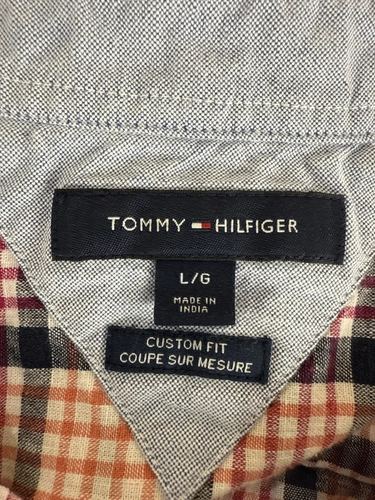 TOMMY HILFIGER
L/G
MADE IN
INDIA
CUSTOM FIT
COUPE SUR MESURE